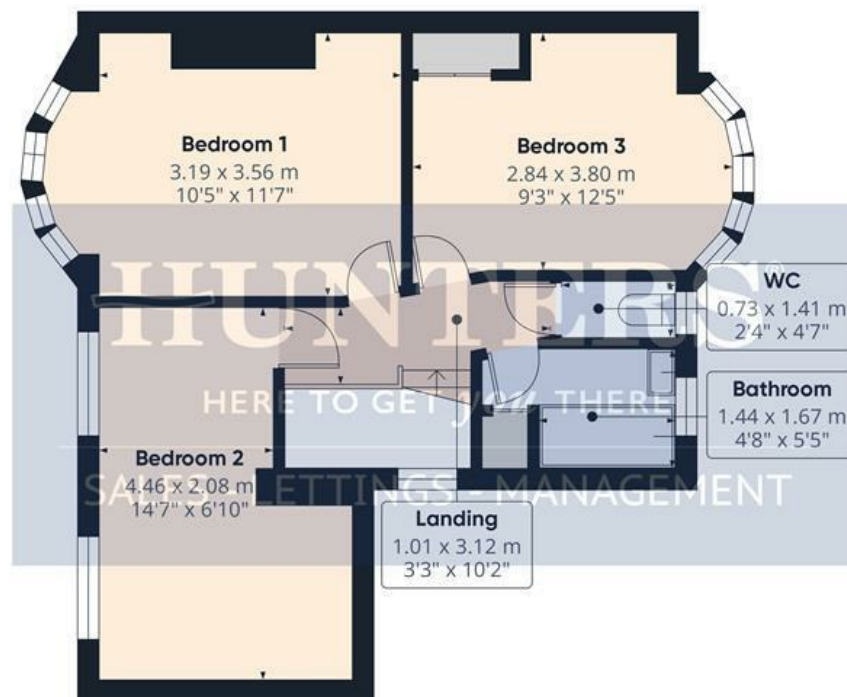 Bedroom 1
3.19 x 3.56 m
10'5" x 11'7"
Bedroom 3
2.84 x 3.80 m
9'3" x 12'5"
HUNTERS®
HERE TO GET you THERE
SALES - LETTINGS - MANAGEMENT
WC
0.73 x 1.41 m
2'4" x 4'7"
Bathroom
1.44 x 1.67 m
4'8" x 5'5"
Bedroom 2
4.46 x 2.08 m
14'7" x 6'10"
Landing
1.01 x 3.12 m
3'3" x 10'2"